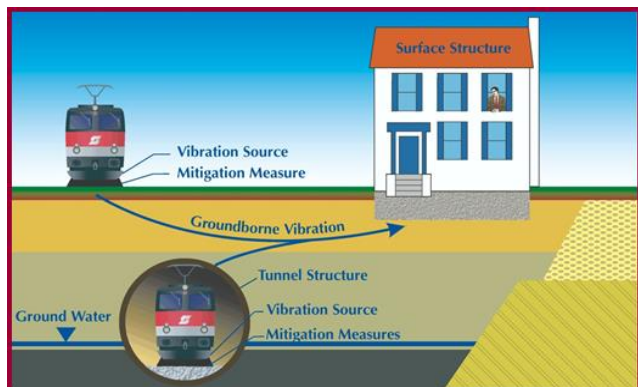 Surface Structure
Vibration Source
Mitigation Measure
Groundborne Vibration
Tunnel Structure
Ground Water
Vibration Source
Mitigation Measures